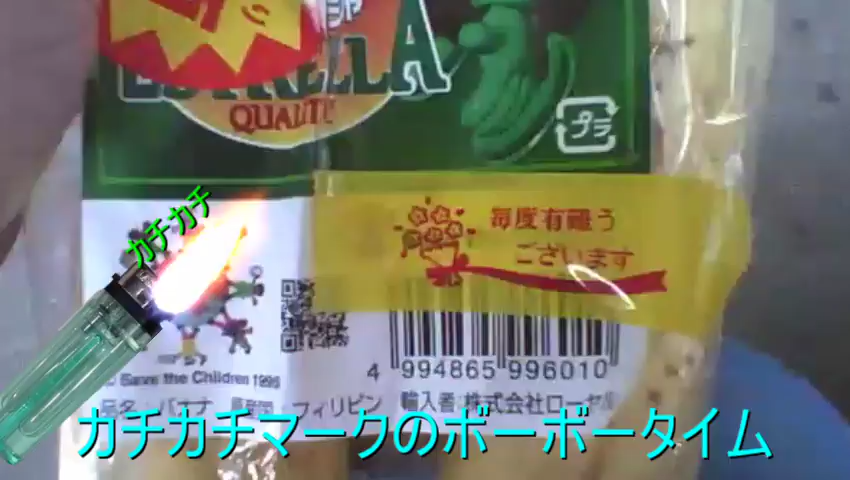 ESTRELLA
QUALITY
プラ
毎度有難う
ございます
カチカチ
Save the Children 1996
4 994865 996010
品名：バナナ 原産国 フィリピン 輸入者:株式会社ローヤル
カチカチマークのボーボータイム